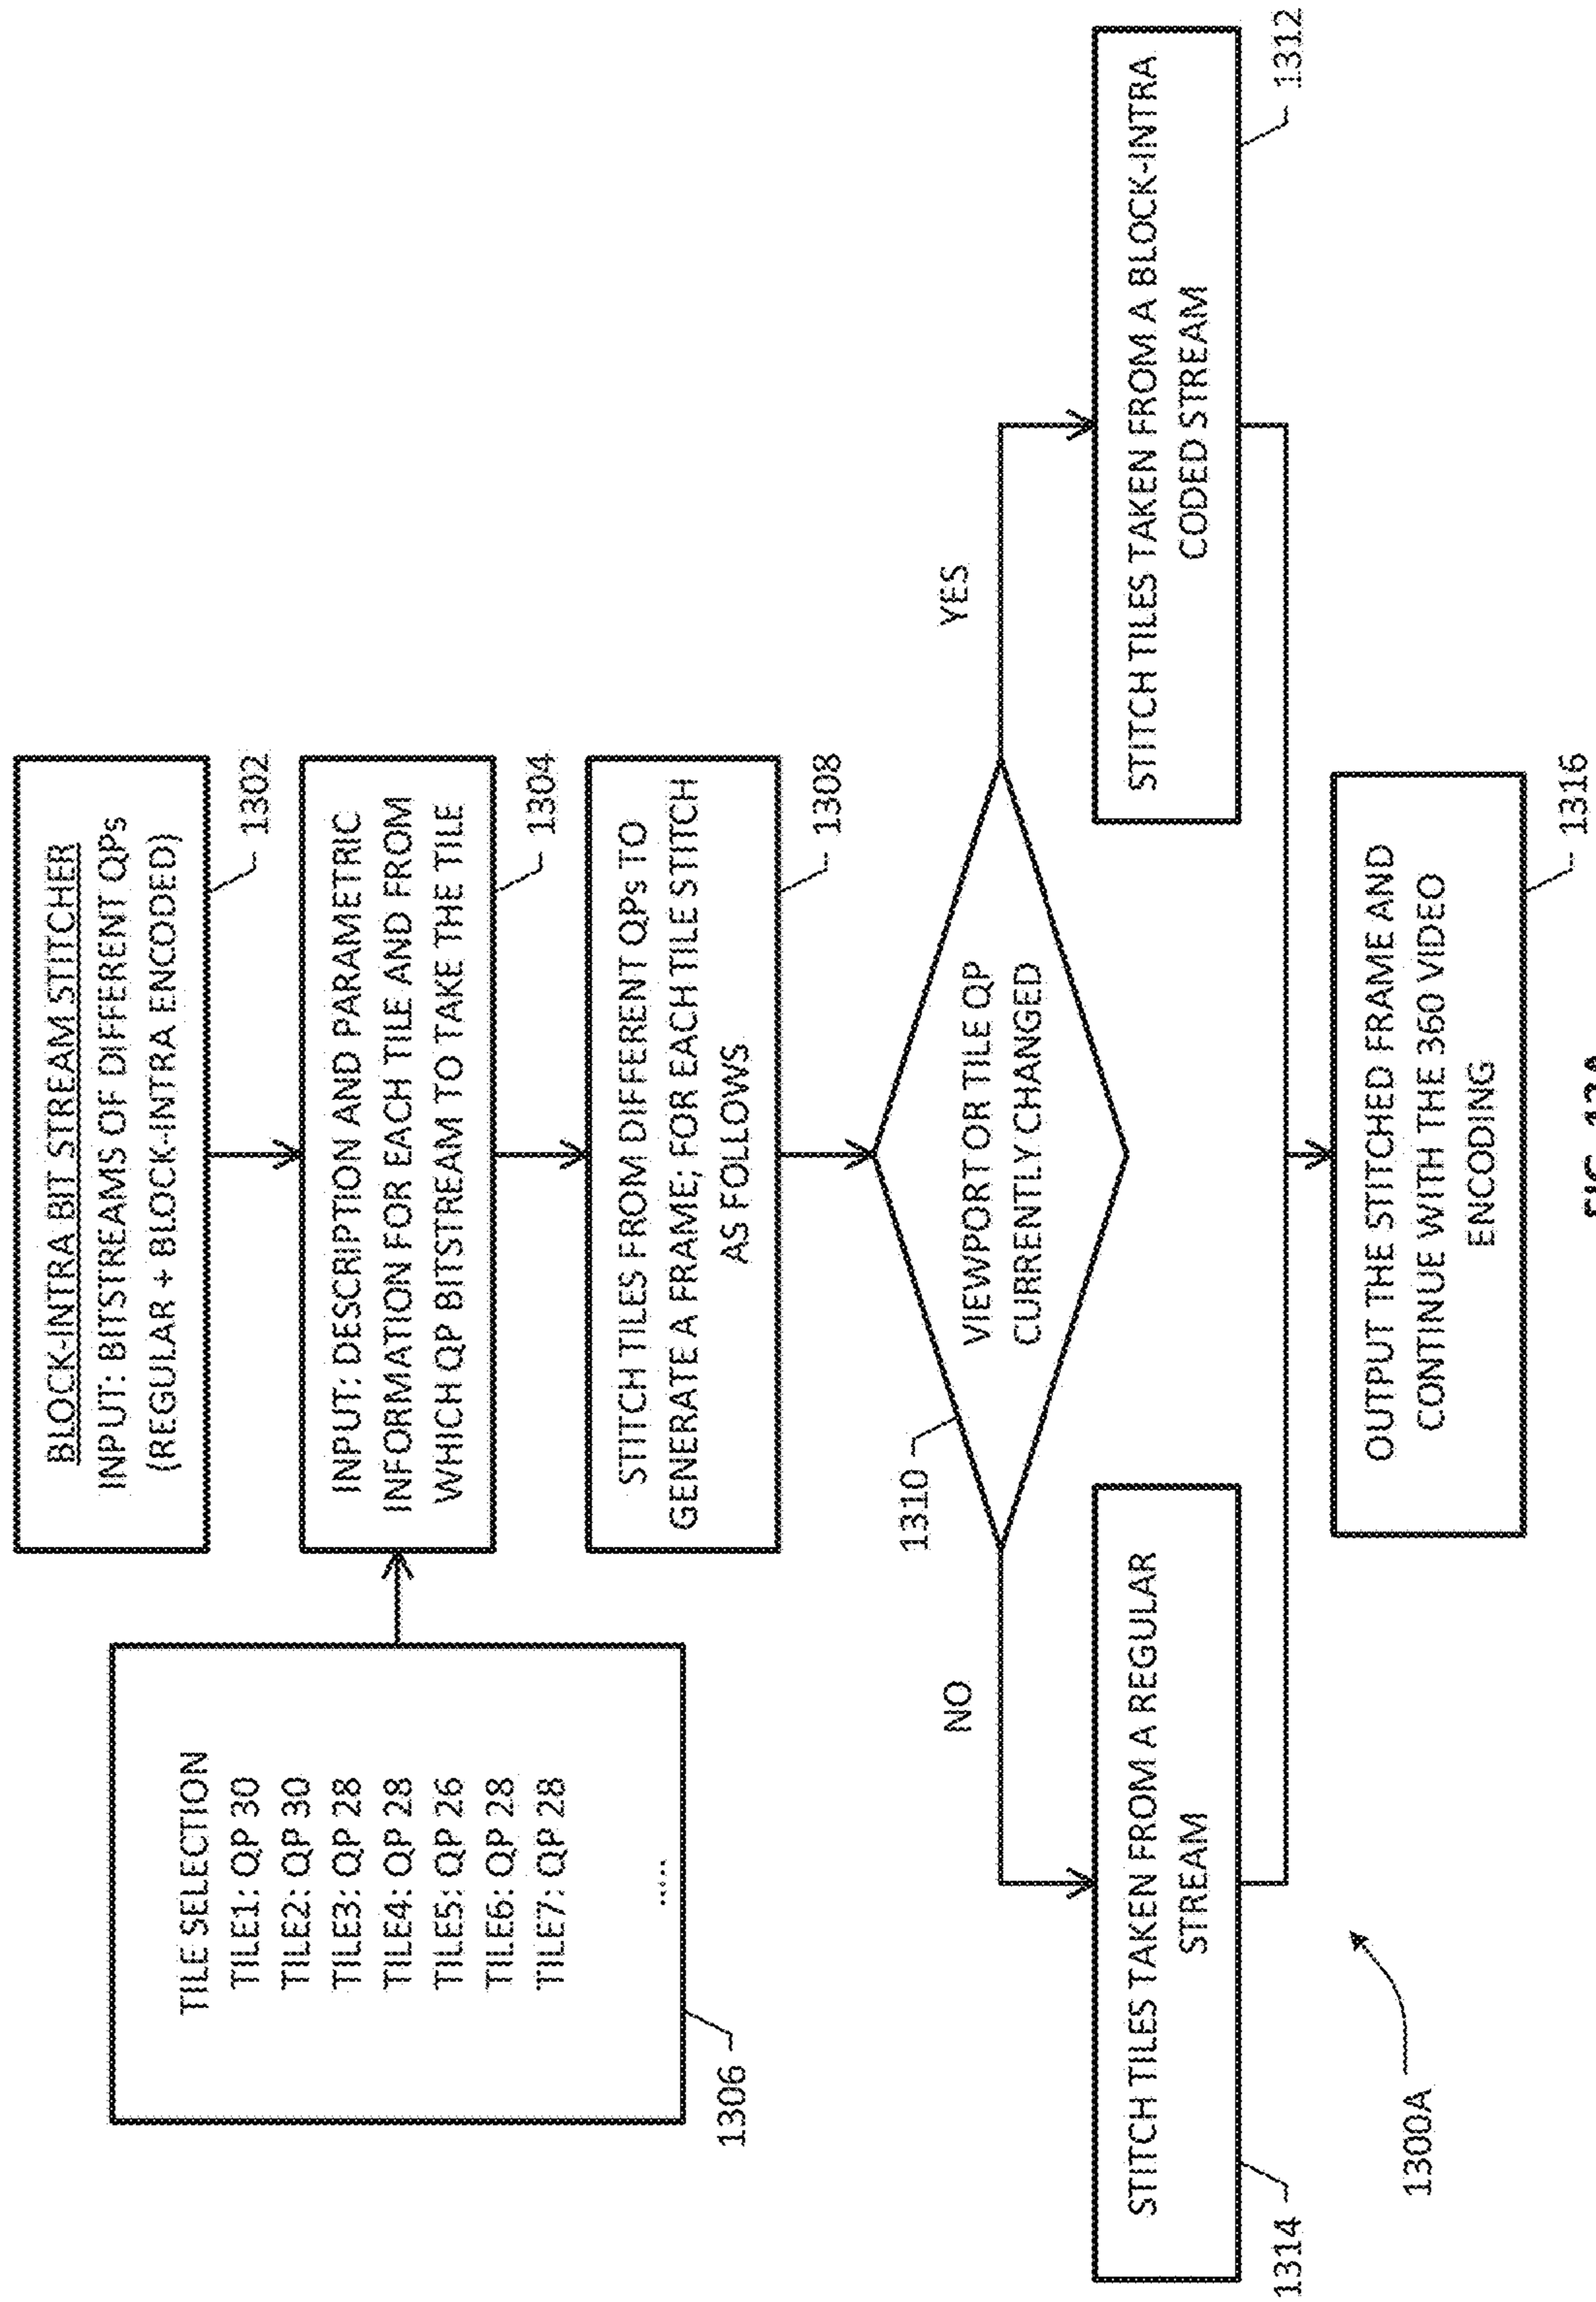 BLOCK-INTRA BIT STREAM STITCHER
INPUT: BITSTREAMS OF DIFFERENT QPs
(REGULAR + BLOCK-INTRA ENCODED)
1302
TILE SELECTION
TILE1: QP 30
TILE2: QP 30
TILE3: QP 28
TILE4: QP 28
TILE5: QP 26
TILE6: QP 28
TILE7: QP 28
.....
1306
INPUT: DESCRIPTION AND PARAMETRIC
INFORMATION FOR EACH TILE AND FROM
WHICH QP BITSTREAM TO TAKE THE TILE
1304
STITCH TILES FROM DIFFERENT QPs TO
GENERATE A FRAME; FOR EACH TILE STITCH
AS FOLLOWS
1308
1310
VIEWPORT OR TILE QP
CURRENTLY CHANGED
NO
YES
STITCH TILES TAKEN FROM A REGULAR
STREAM
1314
STITCH TILES TAKEN FROM A BLOCK-INTRA
CODED STREAM
1312
OUTPUT THE STITCHED FRAME AND
CONTINUE WITH THE 360 VIDEO
ENCODING
1316
1300A
FIG. 13A